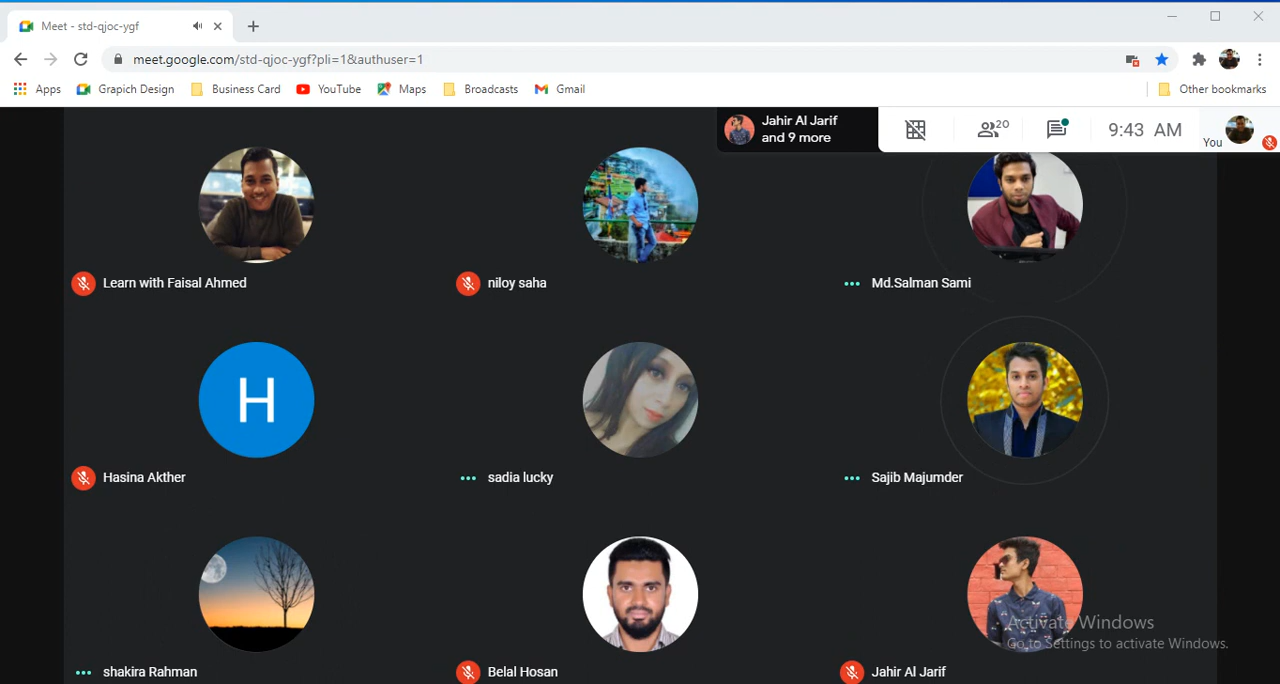 Meet - std-qjoc-ygf
meet.google.com/std-qjoc-ygf?pli=1&authuser=1
Apps Grapich Design Business Card YouTube Maps Broadcasts Gmail Other bookmarks
Jahir Al Jarif
and 9 more
20
9:43 AM
You
Learn with Faisal Ahmed niloy saha Md.Salman Sami
H
Hasina Akther sadia lucky Sajib Majumder
Activate Windows
Go to Settings to activate Windows.
shakira Rahman Belal Hosan Jahir Al Jarif